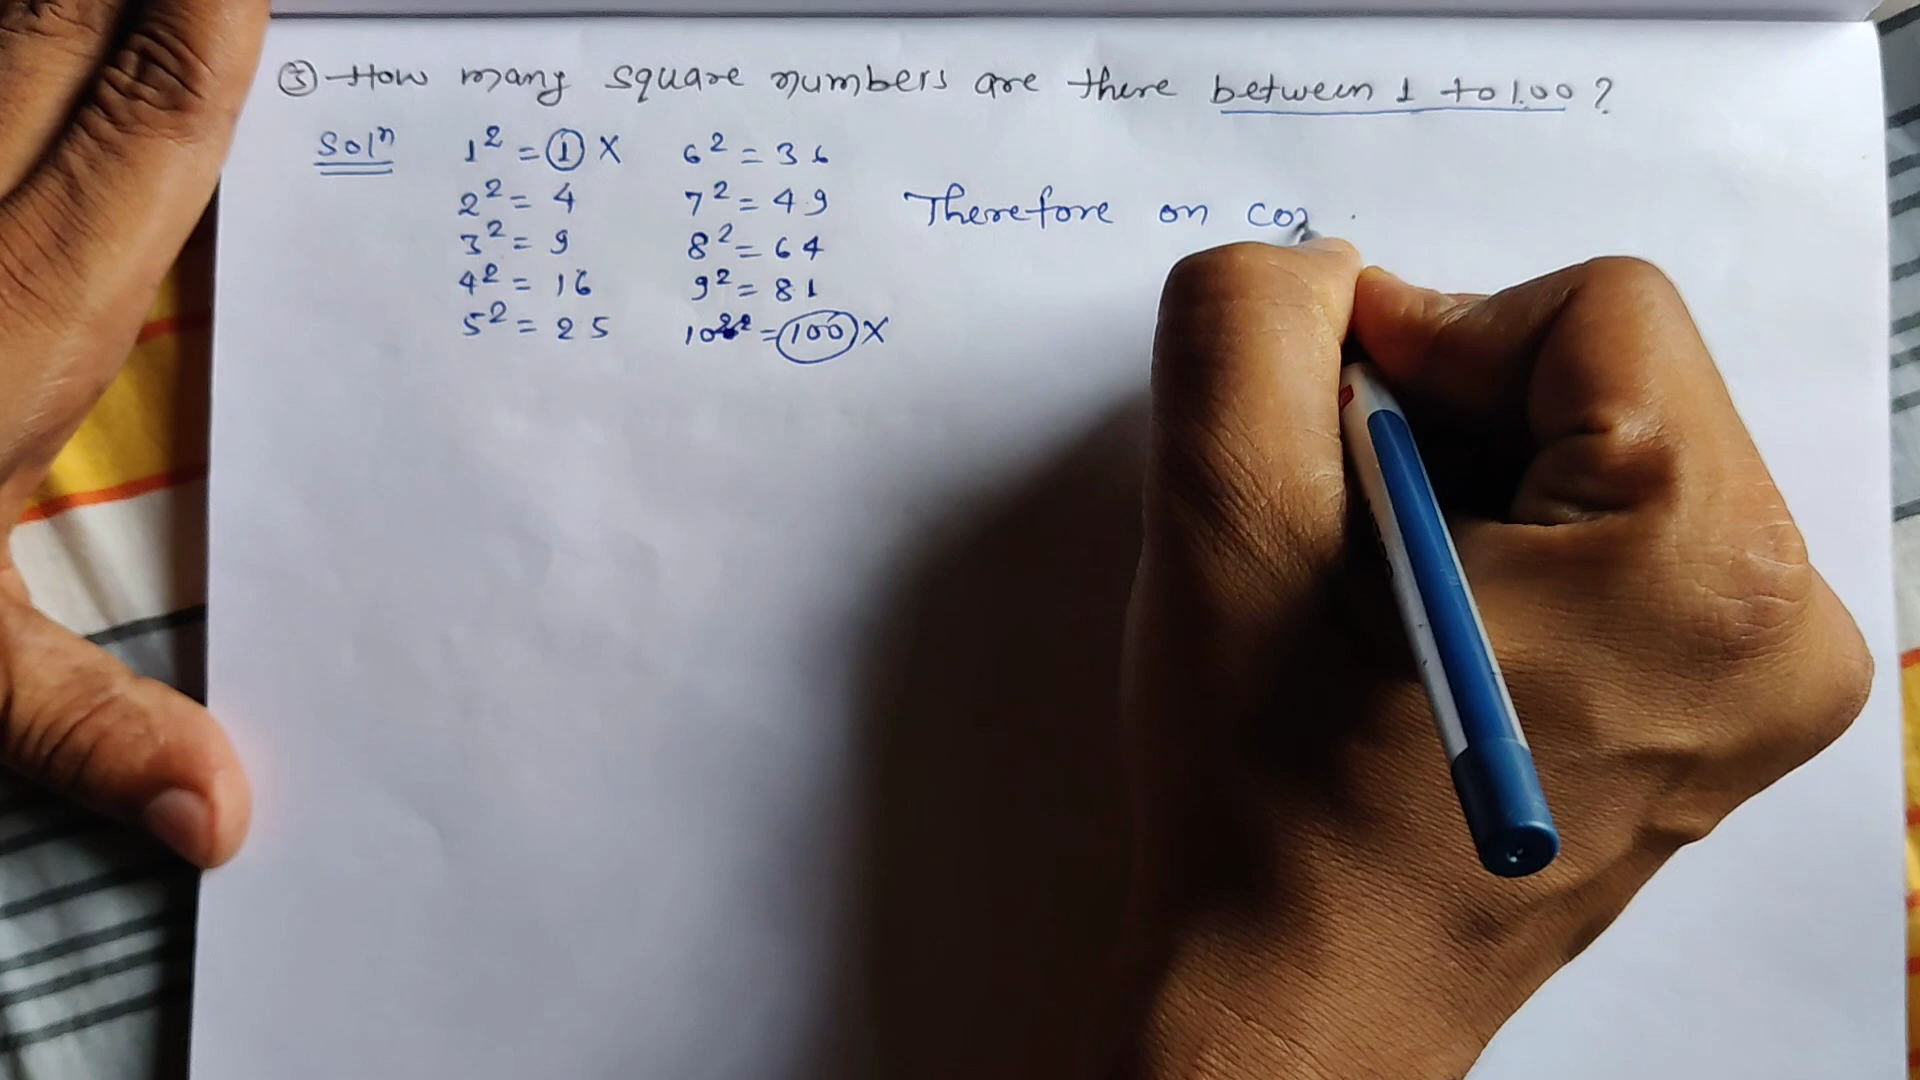 ③ How many square numbers are there between 1 to 100?
Solⁿ 1² = 1 X 6² = 36
2² = 4 7² = 49 Therefore on
3² = 9 8² = 64
4² = 16 9² = 81
5² = 25 10² = 100 X